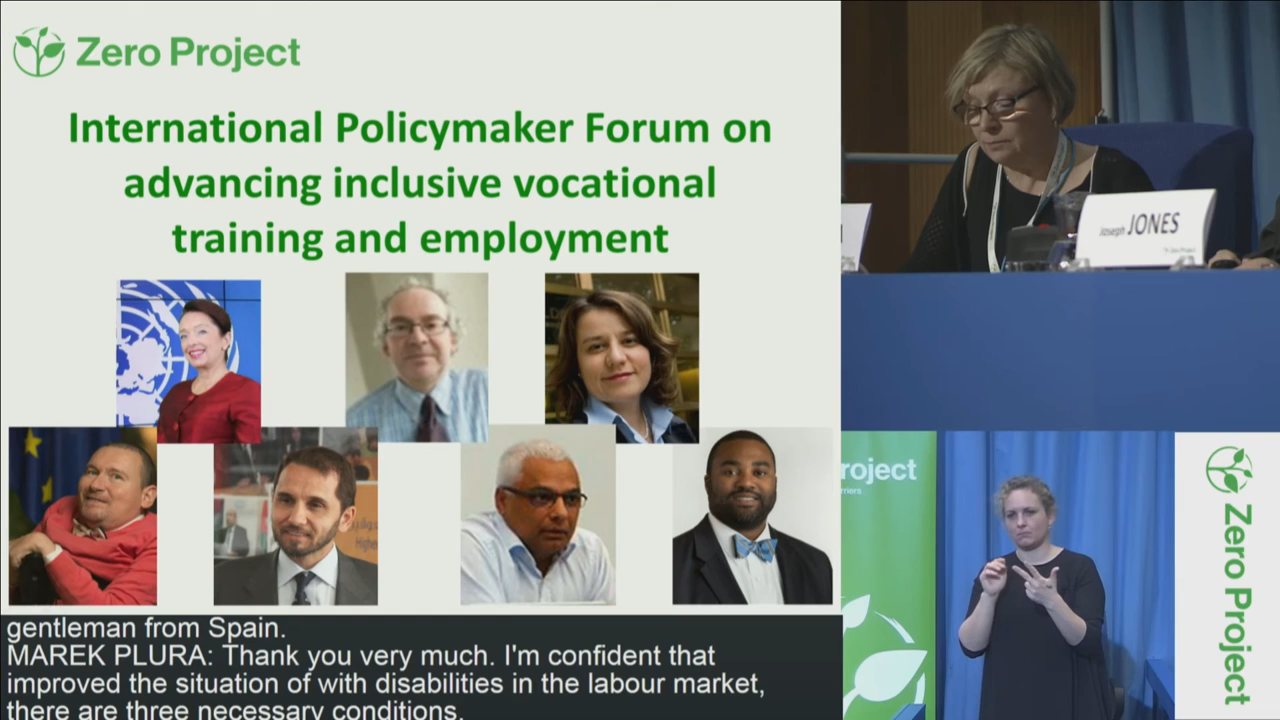 Zero Project
International Policymaker Forum on
advancing inclusive vocational
training and employment
gentleman from Spain.
MAREK PLURA: Thank you very much. I'm confident that
improved the situation of with disabilities in the labour market,
there are three necessary conditions.
Joseph JONES
roject
rriers
Zero Project